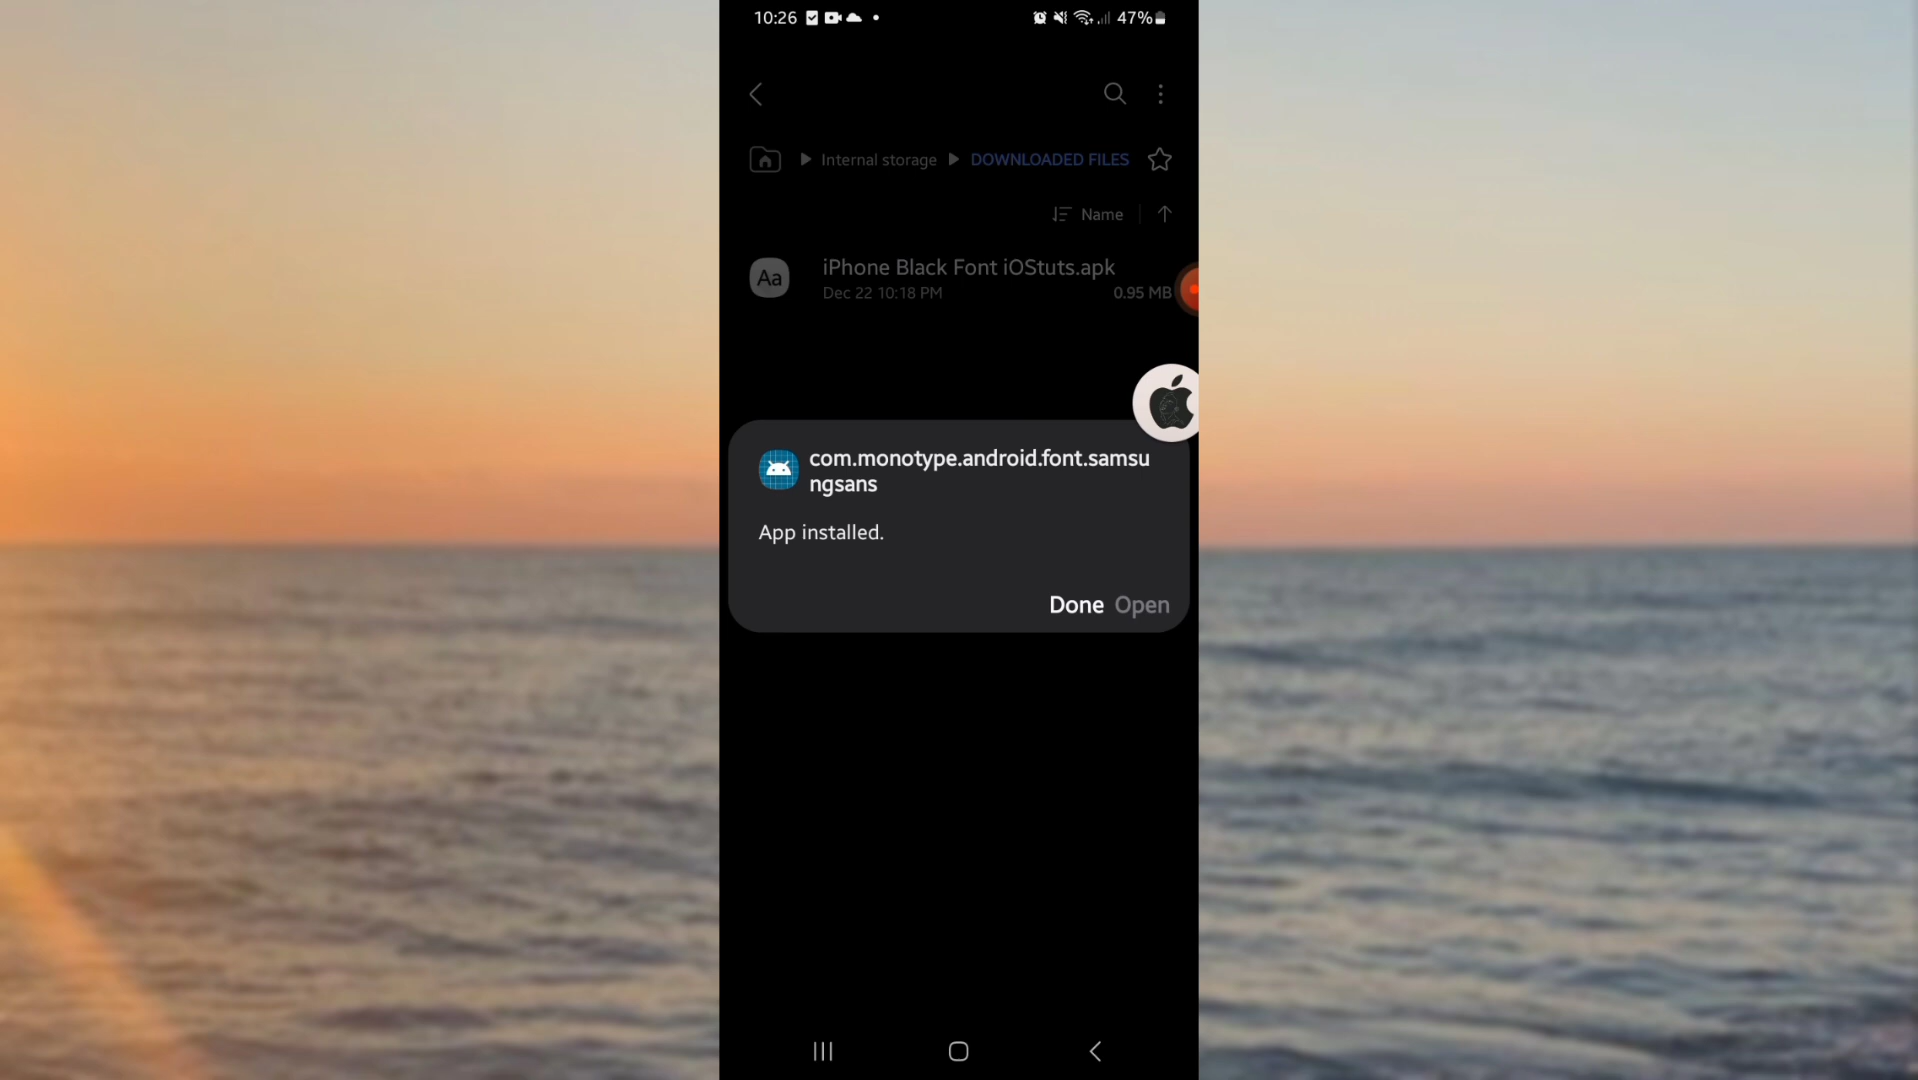 10:26
47%
Internal storage
DOWNLOADED FILES
Name
Aa
iPhone Black Font iOStuts.apk
Dec 22 10:18 PM
0.95 MB
com.monotype.android.font.samsu
ngsans
App installed.
Done
Open